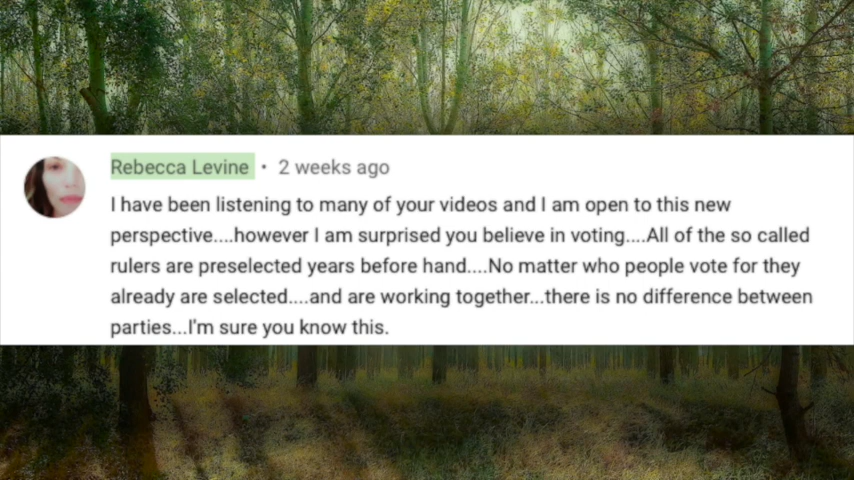 Rebecca Levine • 2 weeks ago
I have been listening to many of your videos and I am open to this new
perspective....however I am surprised you believe in voting....All of the so called
rulers are preselected years before hand....No matter who people vote for they
already are selected....and are working together...there is no difference between
parties...I'm sure you know this.